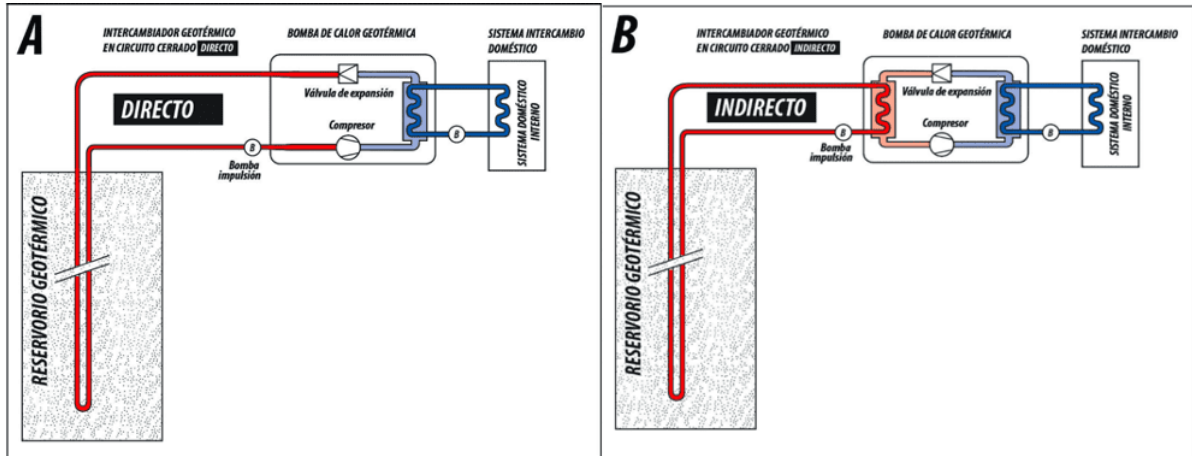 A
INTERCAMBIADOR GEOTÉRMICO
EN CIRCUITO CERRADO DIRECTO
BOMBA DE CALOR GEOTÉRMICA
SISTEMA INTERCAMBIO
DOMÉSTICO
DIRECTO
Válvula de expansión
Compresor
B
Bomba
impulsión
SISTEMA DOMÉSTICO
INTERNO
B
RESERVORIO GEOTÉRMICO
B
INTERCAMBIADOR GEOTÉRMICO
EN CIRCUITO CERRADO INDIRECTO
BOMBA DE CALOR GEOTÉRMICA
SISTEMA INTERCAMBIO
DOMÉSTICO
INDIRECTO
Válvula de expansión
Compresor
B
Bomba
impulsión
SISTEMA DOMÉSTICO
INTERNO
B
RESERVORIO GEOTÉRMICO